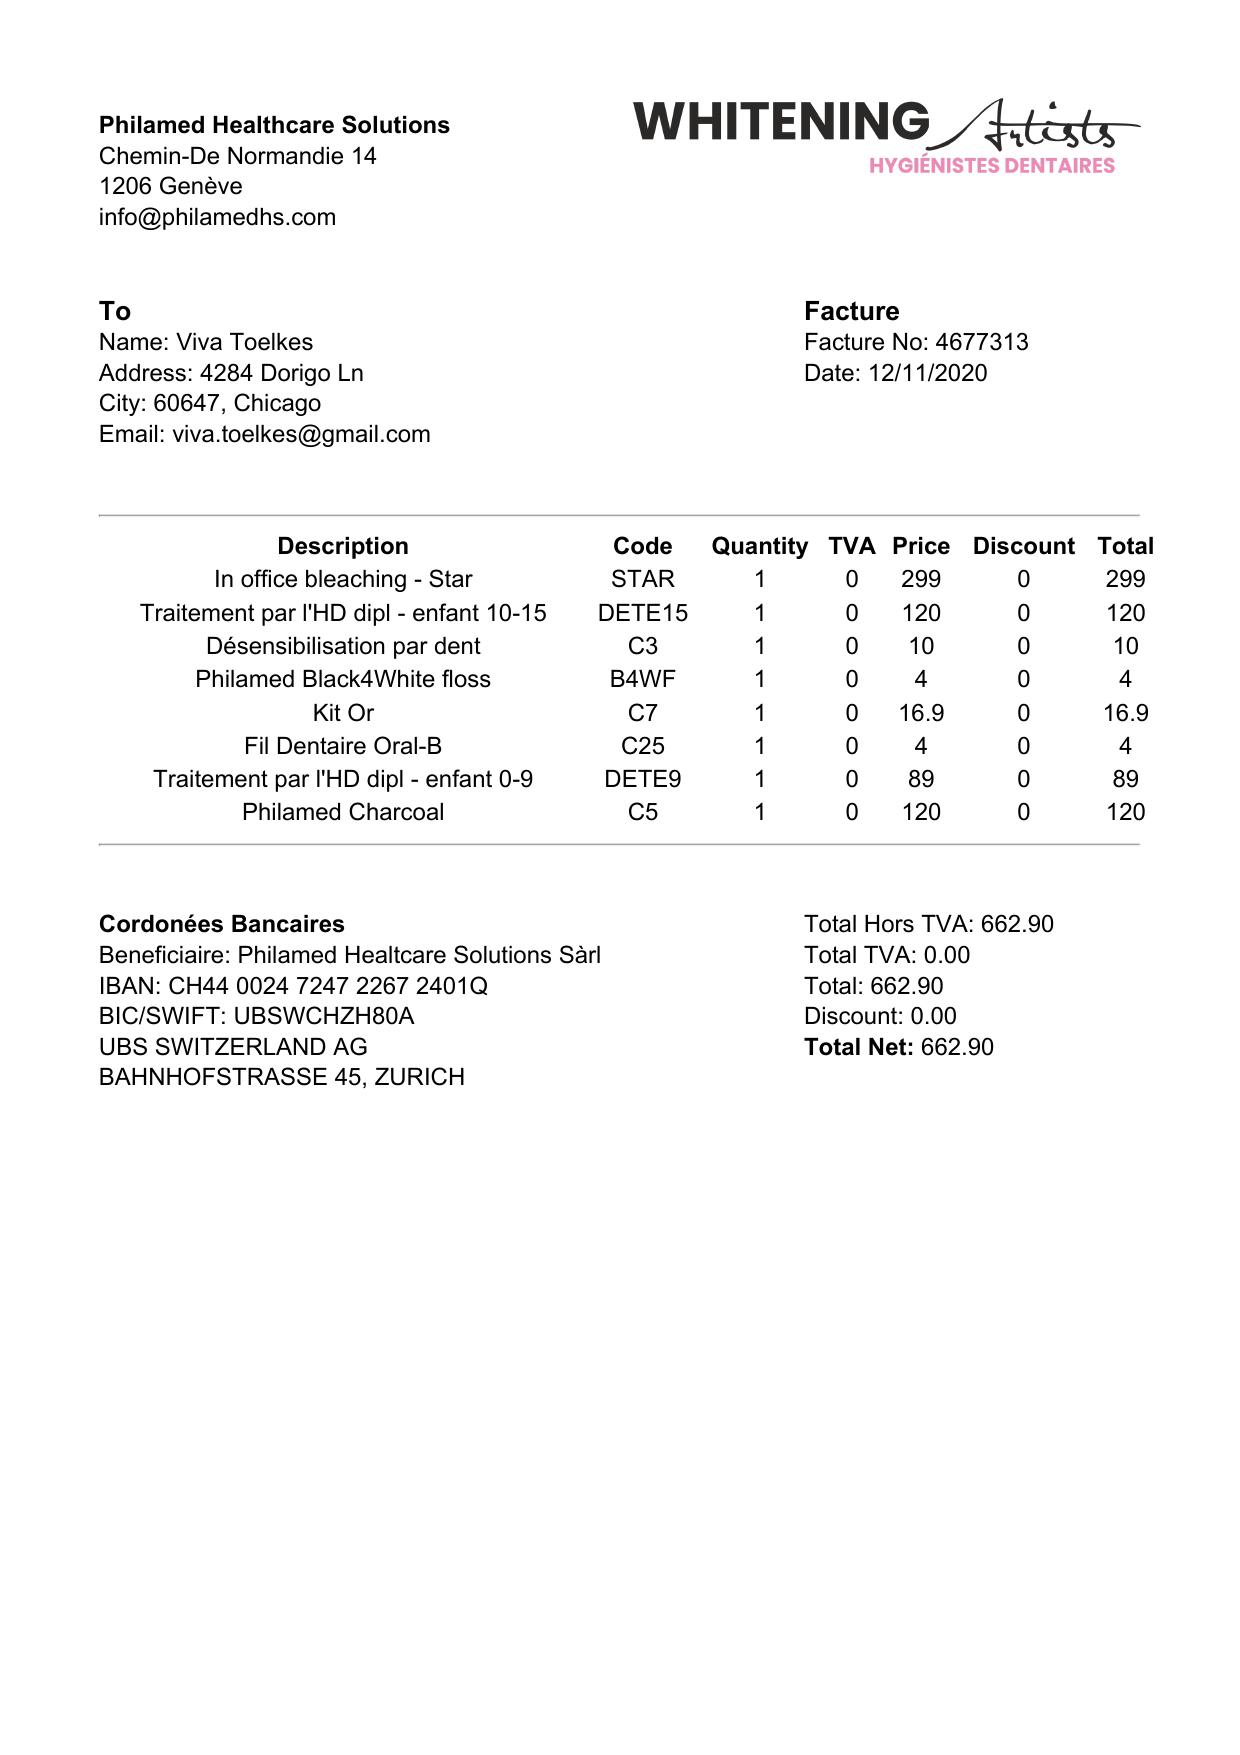 Philamed Healthcare Solutions
Chemin-De Normandie 14
1206 Genève
info@philamedhs.com
WHITENING Artists
HYGIÉNISTES DENTAIRES
To
Name: Viva Toelkes
Address: 4284 Dorigo Ln
City: 60647, Chicago
Email: viva.toelkes@gmail.com
Facture
Facture No: 4677313
Date: 12/11/2020
Description Code Quantity TVA Price Discount Total
In office bleaching - Star STAR 1 0 299 0 299
Traitement par l'HD dipl - enfant 10-15 DETE15 1 0 120 0 120
Désensibilisation par dent C3 1 0 10 0 10
Philamed Black4White floss B4WF 1 0 4 0 4
Kit Or C7 1 0 16.9 0 16.9
Fil Dentaire Oral-B C25 1 0 4 0 4
Traitement par l'HD dipl - enfant 0-9 DETE9 1 0 89 0 89
Philamed Charcoal C5 1 0 120 0 120
Cordonées Bancaires
Beneficiaire: Philamed Healtcare Solutions Sàrl
IBAN: CH44 0024 7247 2267 2401Q
BIC/SWIFT: UBSWCHZH80A
UBS SWITZERLAND AG
BAHNHOFSTRASSE 45, ZURICH
Total Hors TVA: 662.90
Total TVA: 0.00
Total: 662.90
Discount: 0.00
Total Net: 662.90